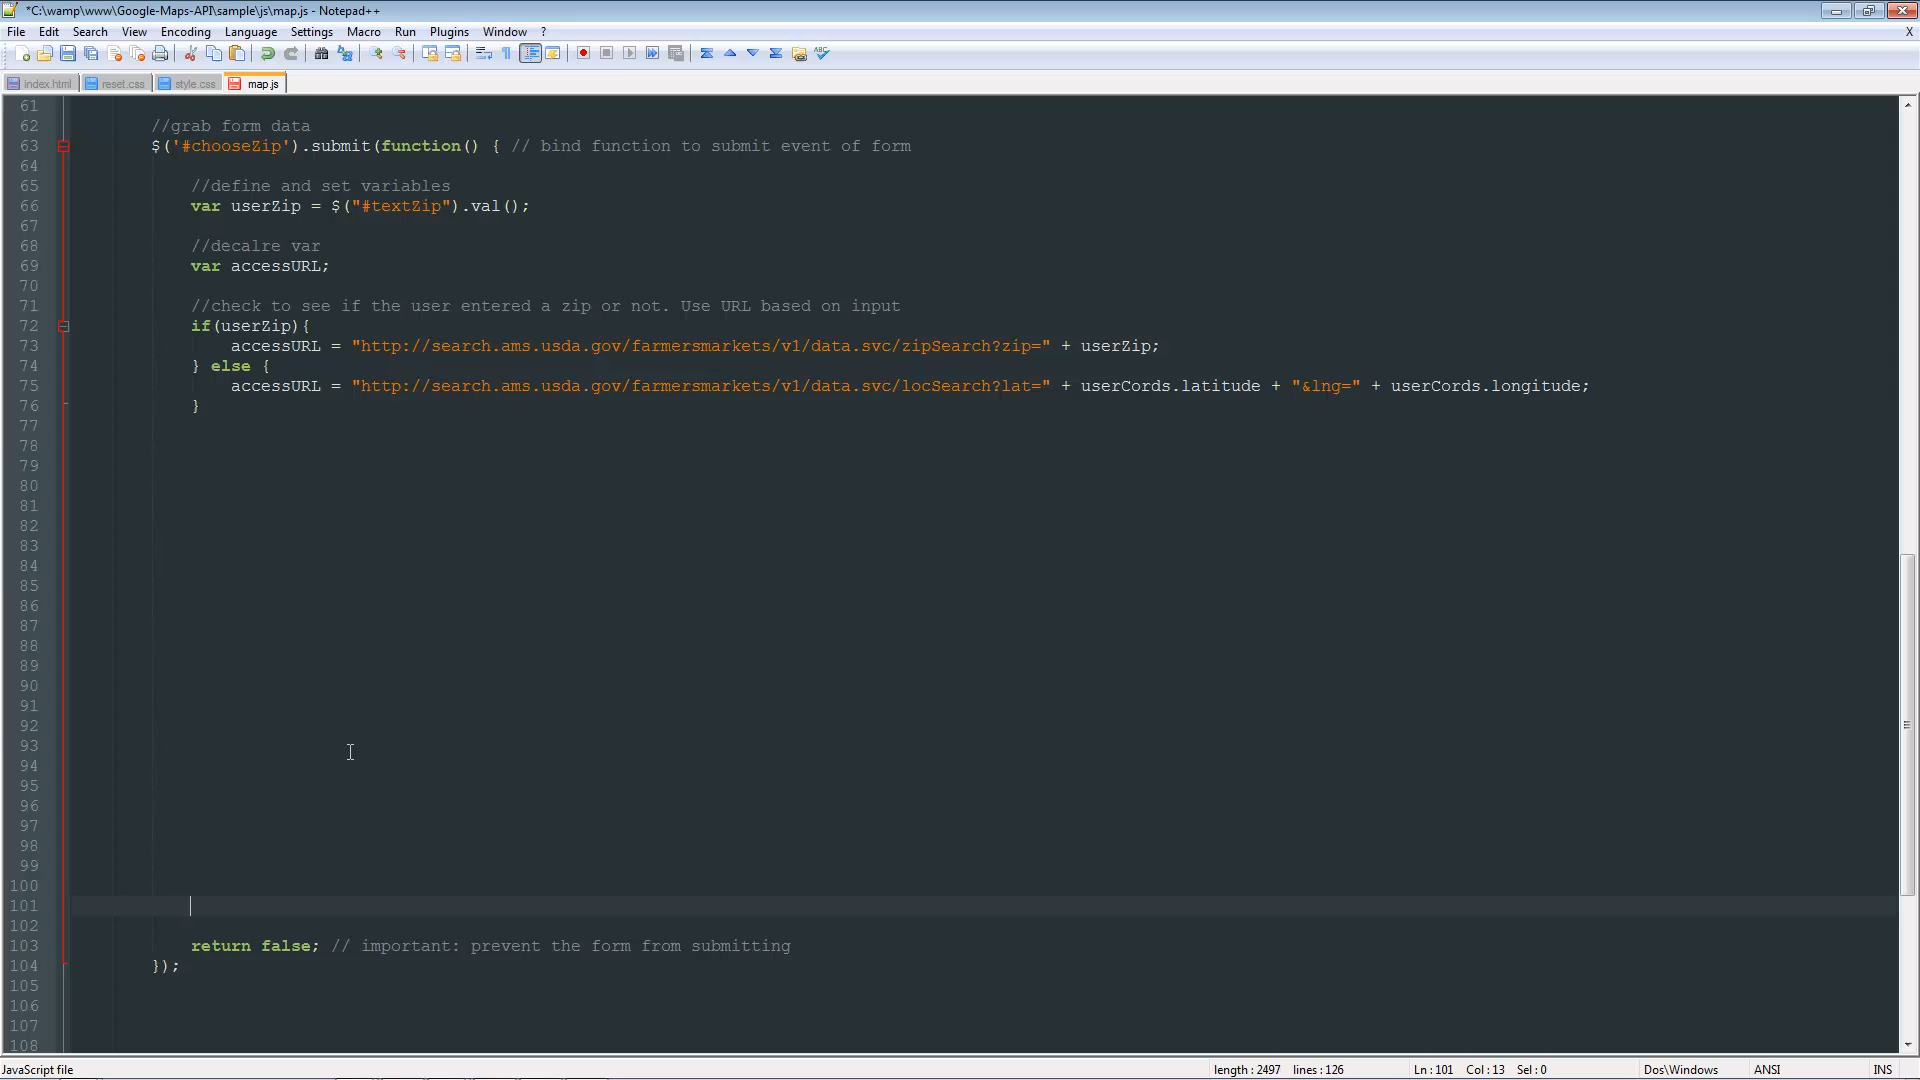 *C:\wamp\www\Google-Maps-API\sample\js\map.js - Notepad++
File Edit Search View Encoding Language Settings Macro Run Plugins Window ? X
index.html reset.css style.css map.js
61
62 //grab form data
63 $('#chooseZip').submit(function() { // bind function to submit event of form
64
65 //define and set variables
66 var userZip = $("#textZip").val();
67
68 //decalre var
69 var accessURL;
70
71 //check to see if the user entered a zip or not. Use URL based on input
72 if(userZip){
73 accessURL = "http://search.ams.usda.gov/farmersmarkets/v1/data.svc/zipSearch?zip=" + userZip;
74 } else {
75 accessURL = "http://search.ams.usda.gov/farmersmarkets/v1/data.svc/locSearch?lat=" + userCords.latitude + "&lng=" + userCords.longitude;
76 }
77
78
79
80
81
82
83
84
85
86
87
88
89
90
91
92
93
94
95
96
97
98
99
100
101
102
103 return false; // important: prevent the form from submitting
104 });
105
106
107
108
JavaScript file length : 2497 lines : 126 Ln : 101 Col : 13 Sel : 0 Dos\Windows ANSI INS